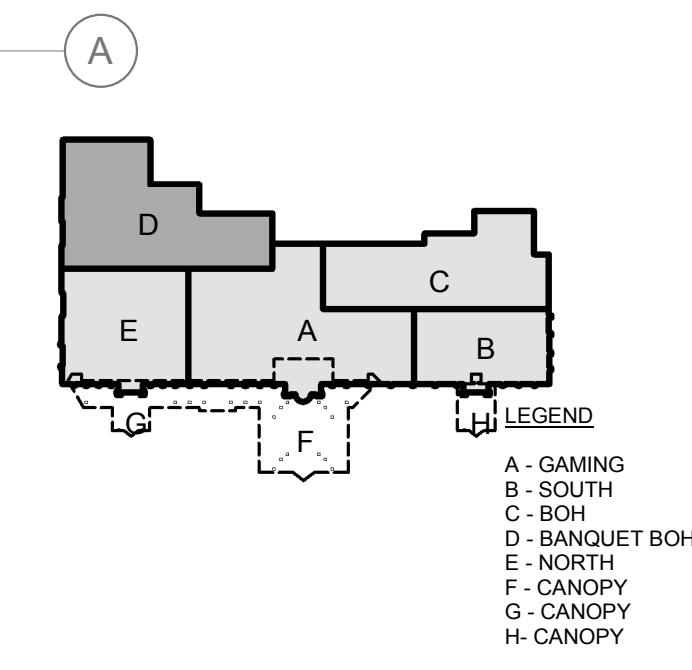 A
D
C
E
A
B
G
H
F
LEGEND
A - GAMING
B - SOUTH
C - BOH
D - BANQUET BOH
E - NORTH
F - CANOPY
G - CANOPY
H- CANOPY